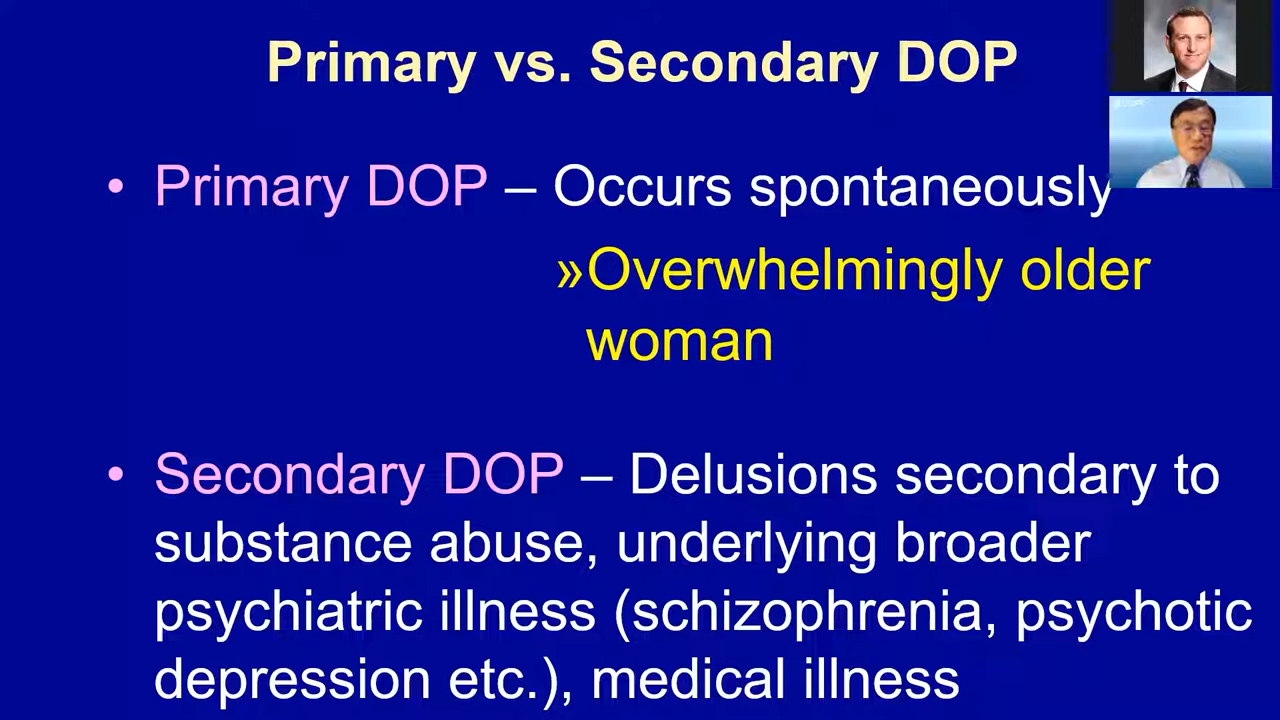 Primary vs. Secondary DOP
• Primary DOP – Occurs spontaneously
»Overwhelmingly older
woman
• Secondary DOP – Delusions secondary to
substance abuse, underlying broader
psychiatric illness (schizophrenia, psychotic
depression etc.), medical illness